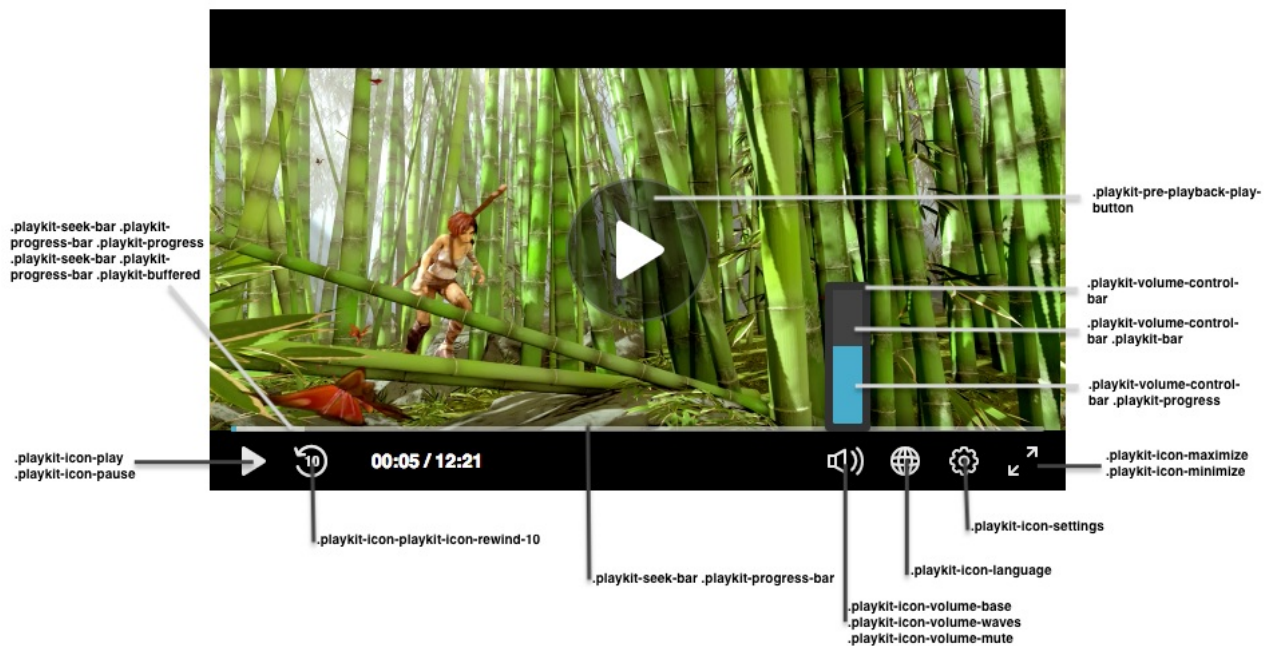 .playkit-pre-playback-play-
button
.playkit-seek-bar .playkit-
progress-bar .playkit-progress
.playkit-seek-bar .playkit-
progress-bar .playkit-buffered
.playkit-volume-control-
bar
.playkit-volume-control-
bar .playkit-bar
.playkit-volume-control-
bar .playkit-progress
.playkit-icon-play
.playkit-icon-pause
10
00:05 / 12:21
.playkit-icon-maximize
.playkit-icon-minimize
.playkit-icon-settings
.playkit-icon-playkit-icon-rewind-10
.playkit-icon-language
.playkit-seek-bar .playkit-progress-bar
.playkit-icon-volume-base
.playkit-icon-volume-waves
.playkit-icon-volume-mute